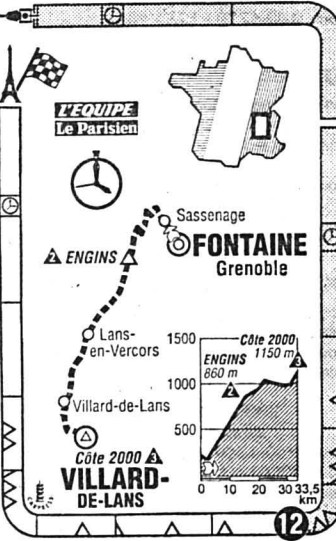 L'EQUIPE
Le Parisien
Sassenage
FONTAINE
Grenoble
2 ENGINS
Lans-
en-Vercors
Villard-de-Lans
Côte 2000 3
VILLARD-
DE-LANS
1500
1000
500
Côte 2000
1150 m
3
ENGINS
860 m
2
0 10 20 30 33,5
km
12